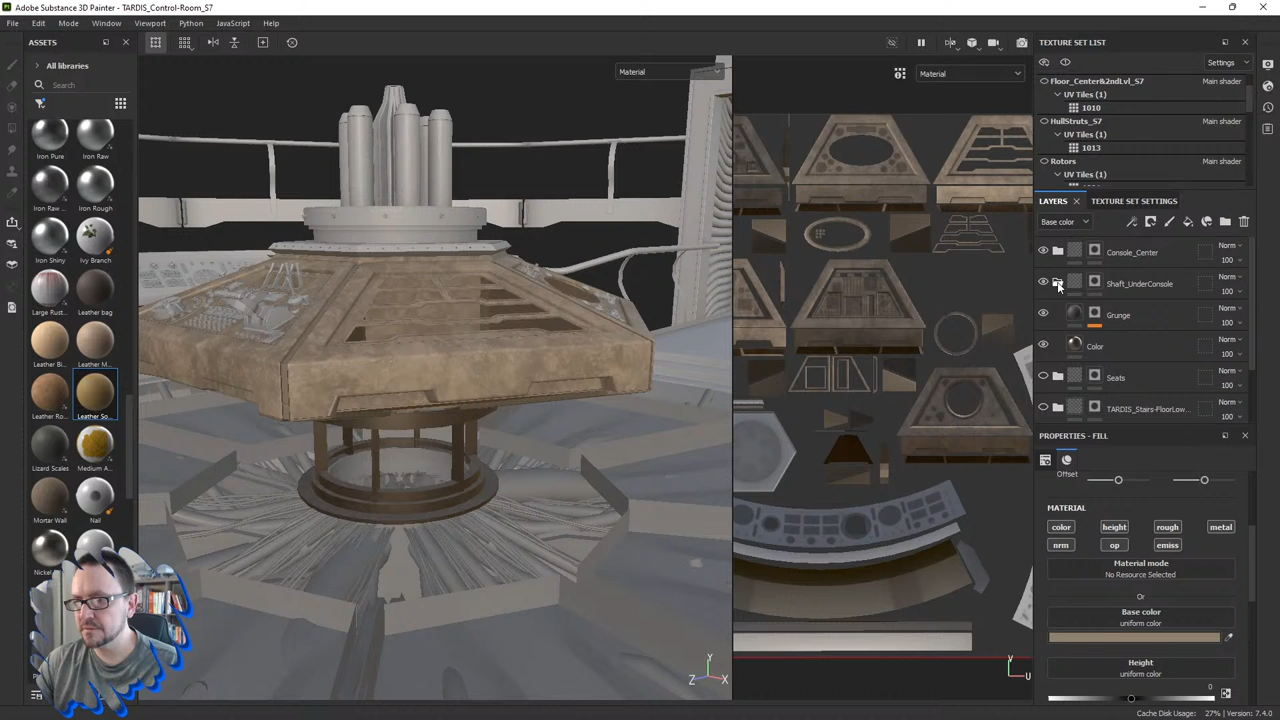 Adobe Substance 3D Painter - TARDIS_Control-Room_S7
File Edit Mode Window Viewport Python JavaScript Help
ASSETS
All libraries
Search
Iron Pure Iron Raw
Iron Raw ... Iron Rough
Iron Shiny Ivy Branch
Large Rust... Leather bag
Leather Bi... Leather M...
Leather Ro... Leather So...
Lizard Scales Medium A...
Mortar Wall Nail
Material
Y
Z X
Material
U
TEXTURE SET LIST
Settings
Floor_Center&2ndLvl_S7 Main shader
UV Tiles (1)
1010
HullStruts_S7 Main shader
UV Tiles (1)
1013
Rotors Main shader
UV Tiles (1)
LAYERS TEXTURE SET SETTINGS
Base color
Console_Center Norm 100
Shaft_UnderConsole Norm 100
Grunge Norm 100
Color Norm 100
Seats Norm 100
TARDIS_Stairs-FloorLow... Norm 100
PROPERTIES - FILL
Offset
MATERIAL
color height rough metal
nrm op emiss
Material mode
No Resource Selected
Or
Base color
uniform color
Height
uniform color
0
Cache Disk Usage: 27% | Version: 7.4.0